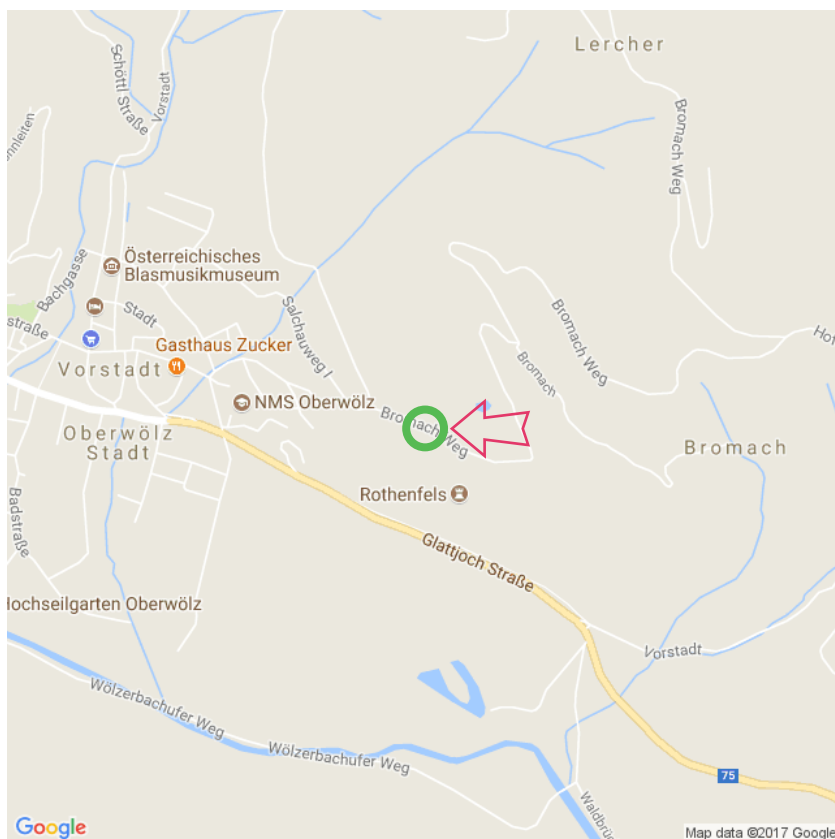 Lercher
Schöttl Straße
Vorstadt
Bromach Weg
Österreichisches
Blasmusikmuseum
Bachgasse
Stadt
Salchauweg I
Bromach Weg
straße
Gasthaus Zucker
Vorstadt
Bromach
NMS Oberwölz
Bromach Weg
Oberwölz
Stadt
Bromach
Rothenfels
Badstraße
Glattjoch Straße
Hochseilgarten Oberwölz
Vorstadt
Wölzerbachufer Weg
Wölzerbachufer Weg
75
Google
Map data ©2017 Google